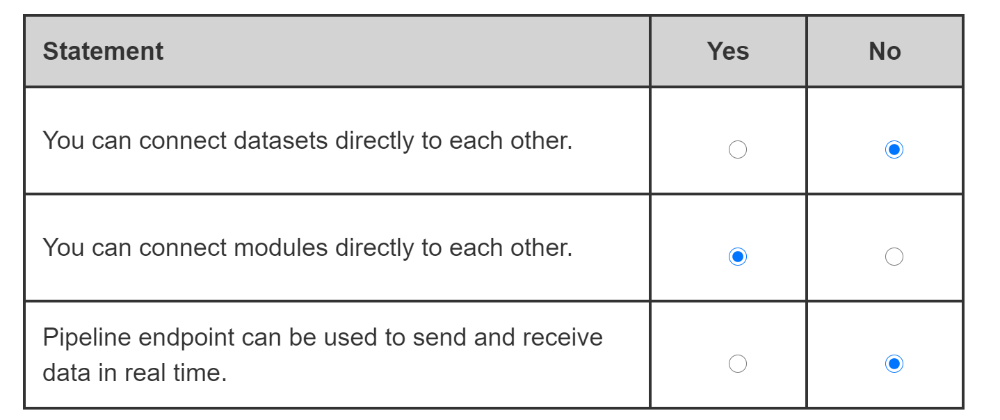 Statement Yes No
You can connect datasets directly to each other.
You can connect modules directly to each other.
Pipeline endpoint can be used to send and receive
data in real time.